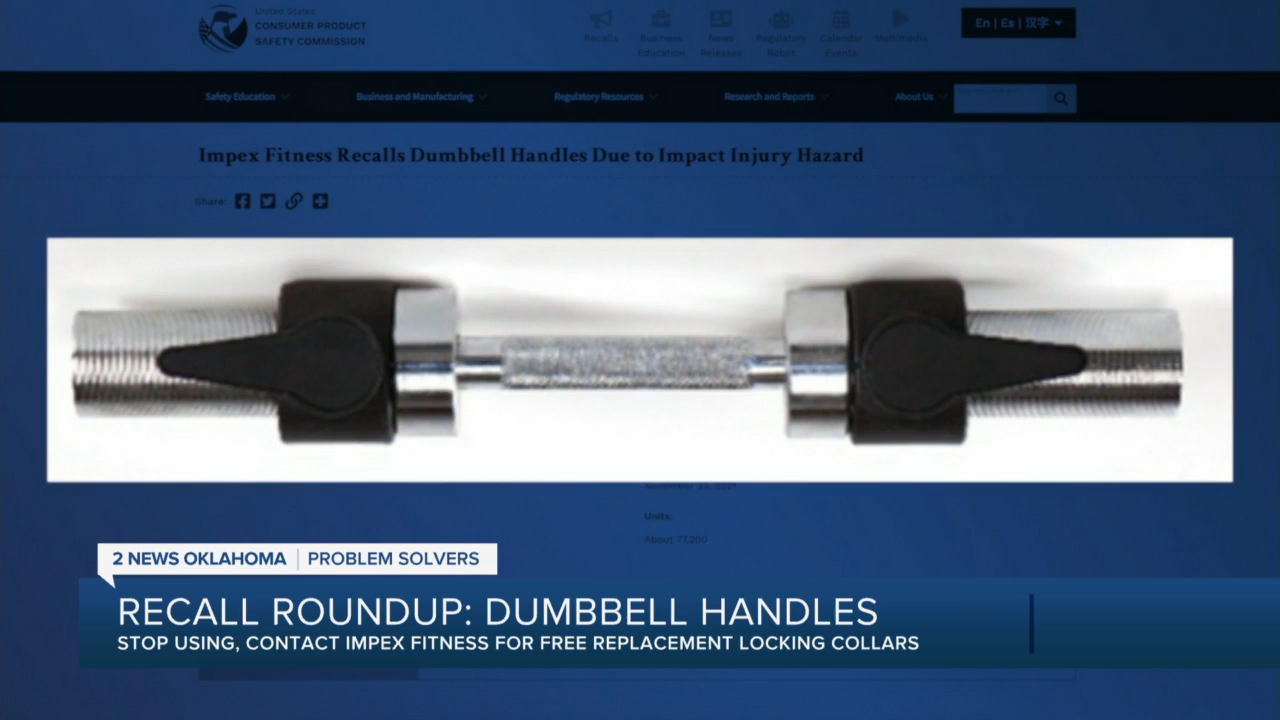 United States
CONSUMER PRODUCT
SAFETY COMMISSION
Recalls
Business
Education
News
Releases
Regulatory
Robot
Calendar
Events
Multimedia
En | Es | 汉字
Safety Education
Business and Manufacturing
Regulatory Resources
Research and Reports
About Us
Impex Fitness Recalls Dumbbell Handles Due to Impact Injury Hazard
Share:
Units:
About 77,200
2 NEWS OKLAHOMA | PROBLEM SOLVERS
RECALL ROUNDUP: DUMBBELL HANDLES
STOP USING, CONTACT IMPEX FITNESS FOR FREE REPLACEMENT LOCKING COLLARS